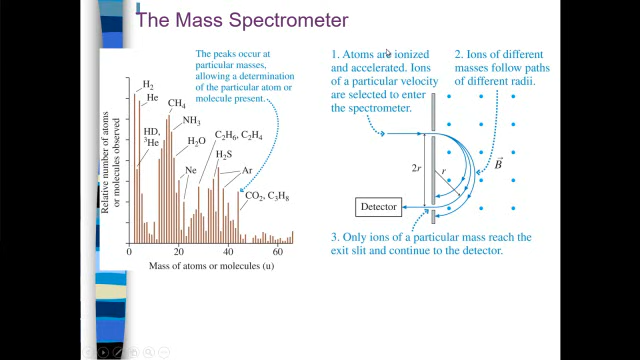 The Mass Spectrometer
The peaks occur at
particular masses,
allowing a determination
of the particular atom or
molecule present.
H2
He
CH4
NH3
HD,
3He
H2O
C2H6, C2H4
H2S
Ne
Ar
CO2, C3H8
Relative number of atoms
or molecules observed
0
20
40
60
Mass of atoms or molecules (u)
1. Atoms are ionized
and accelerated. Ions
of a particular velocity
are selected to enter
the spectrometer.
2. Ions of different
masses follow paths
of different radii.
2r
r
B
Detector
3. Only ions of a particular mass reach the
exit slit and continue to the detector.